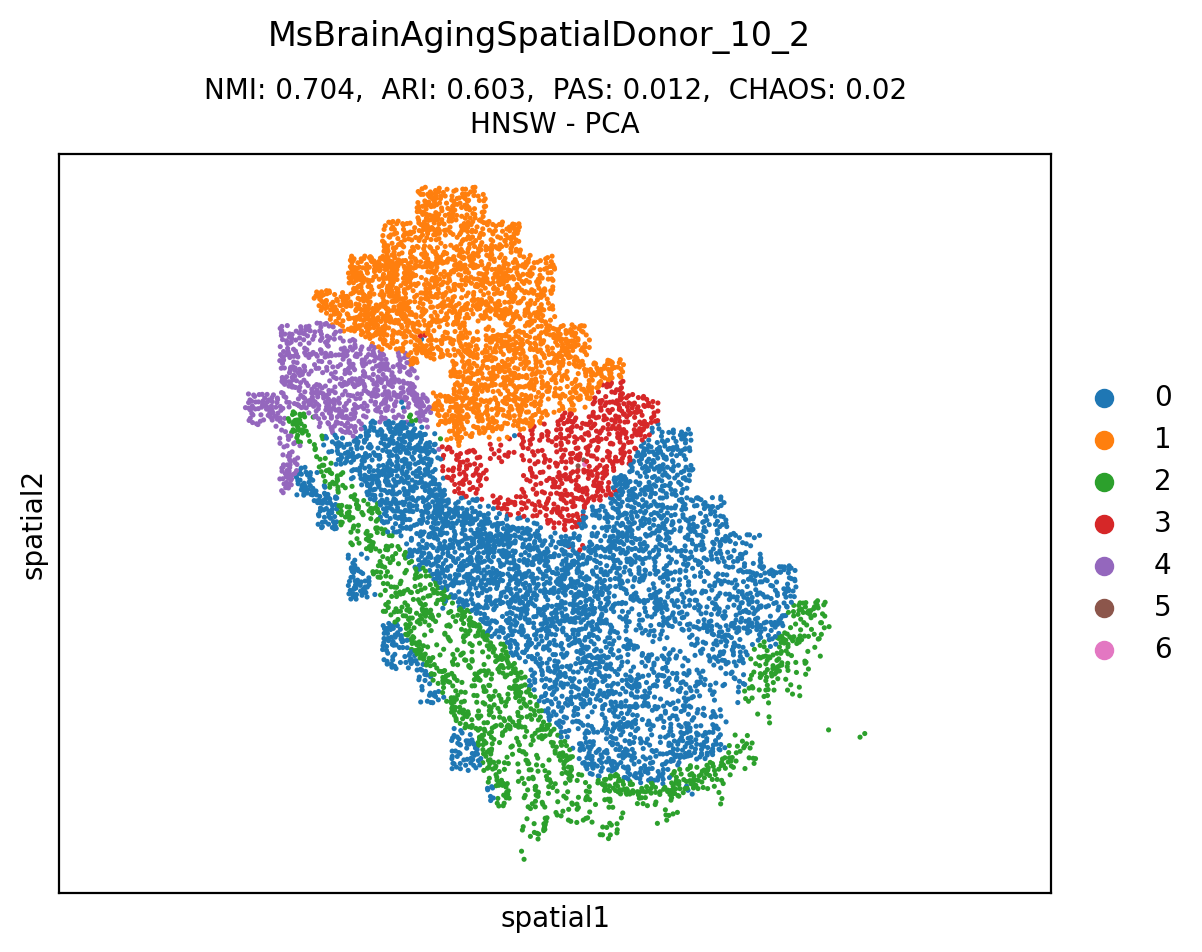 MsBrainAgingSpatialDonor_10_2
NMI: 0.704,  ARI: 0.603,  PAS: 0.012,  CHAOS: 0.02
HNSW - PCA
spatial2
spatial1
0
1
2
3
4
5
6